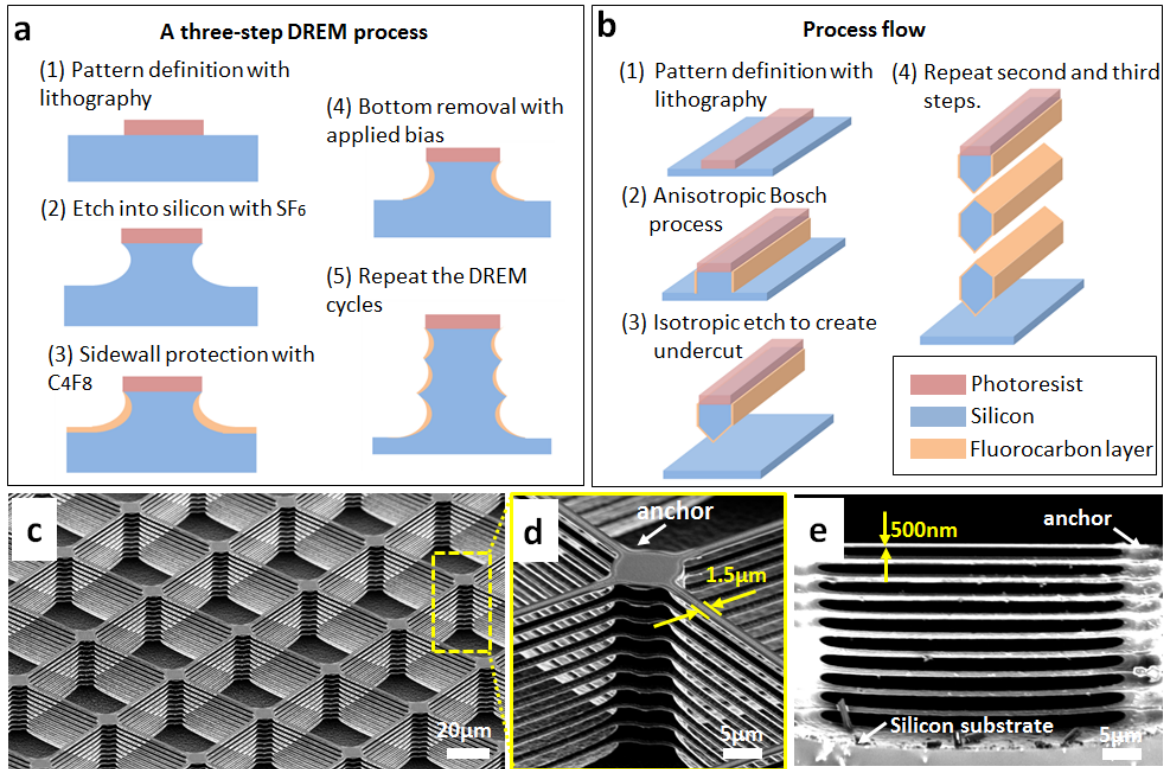 a
A three-step DREM process
(1) Pattern definition with
lithography
(2) Etch into silicon with SF6
(3) Sidewall protection with
C4F8
(4) Bottom removal with
applied bias
(5) Repeat the DREM
cycles
b
Process flow
(1) Pattern definition with
lithography
(2) Anisotropic Bosch
process
(3) Isotropic etch to create
undercut
(4) Repeat second and third
steps.
Photoresist
Silicon
Fluorocarbon layer
c
20μm
d
anchor
1.5μm
5μm
e
500nm
anchor
Silicon substrate
5μm